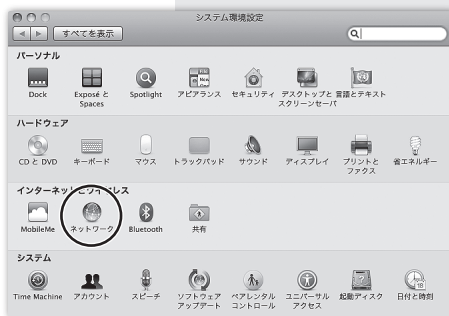 システム環境設定
すべてを表示
パーソナル
Dock
Exposé と
Spaces
Spotlight
アピアランス
セキュリティ
デスクトップと
スクリーンセーバ
言語とテキスト
ハードウェア
CD と DVD
キーボード
マウス
トラックパッド
サウンド
ディスプレイ
プリントと
ファクス
省エネルギー
インターネットとワイヤレス
MobileMe
ネットワーク
Bluetooth
共有
システム
Time Machine
アカウント
スピーチ
ソフトウェア
アップデート
ペアレンタル
コントロール
ユニバーサル
アクセス
起動ディスク
日付と時刻